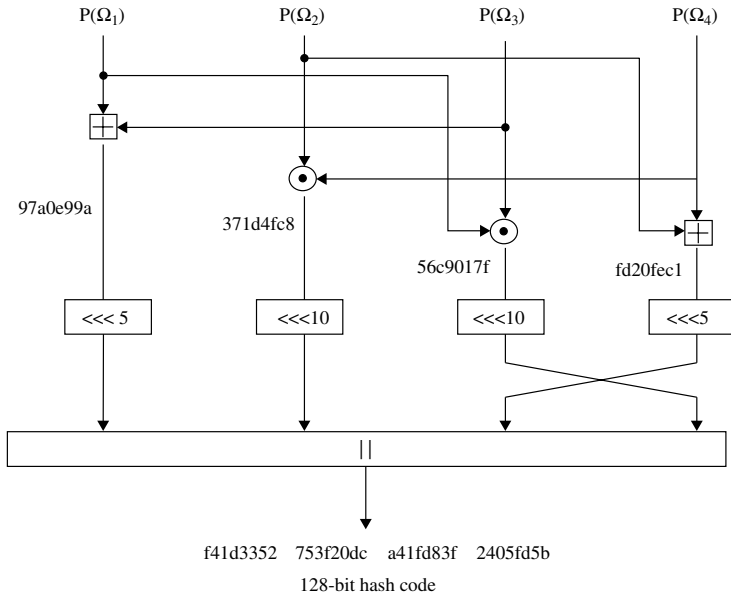 P(Ω₁) P(Ω₂) P(Ω₃) P(Ω₄)
97a0e99a
371d4fc8
56c9017f
fd20fec1
<<< 5 <<<10 <<<10 <<<5
||
f41d3352 753f20dc a41fd83f 2405fd5b
128-bit hash code